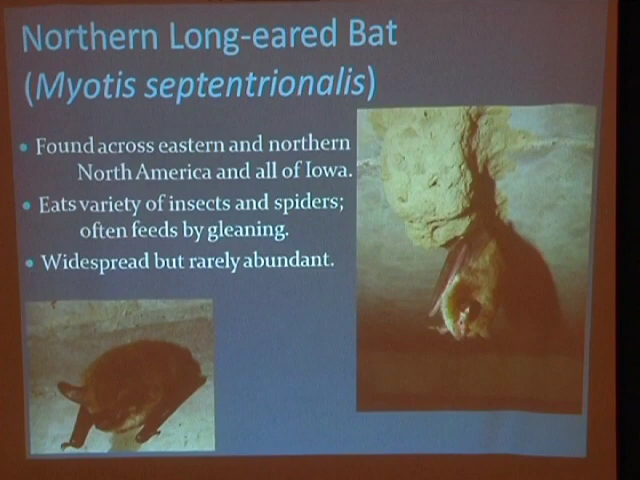 Northern Long-eared Bat
(Myotis septentrionalis)
• Found across eastern and northern
North America and all of Iowa.
• Eats variety of insects and spiders;
often feeds by gleaning.
• Widespread but rarely abundant.